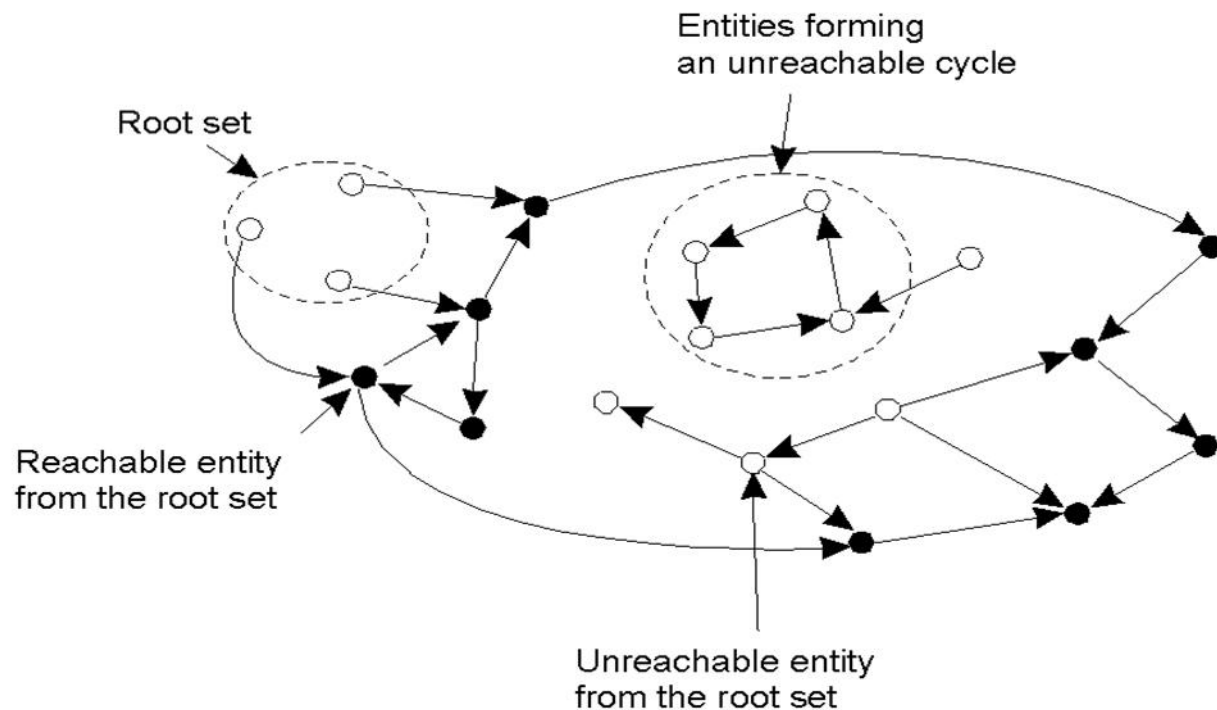 Entities forming
an unreachable cycle
Root set
Reachable entity
from the root set
Unreachable entity
from the root set